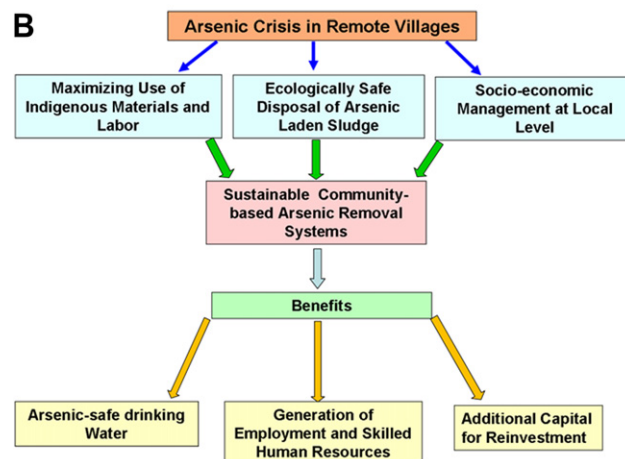 B
Arsenic Crisis in Remote Villages
Maximizing Use of
Indigenous Materials and
Labor
Ecologically Safe
Disposal of Arsenic
Laden Sludge
Socio-economic
Management at Local
Level
Sustainable Community-
based Arsenic Removal
Systems
Benefits
Arsenic-safe drinking
Water
Generation of
Employment and Skilled
Human Resources
Additional Capital
for Reinvestment